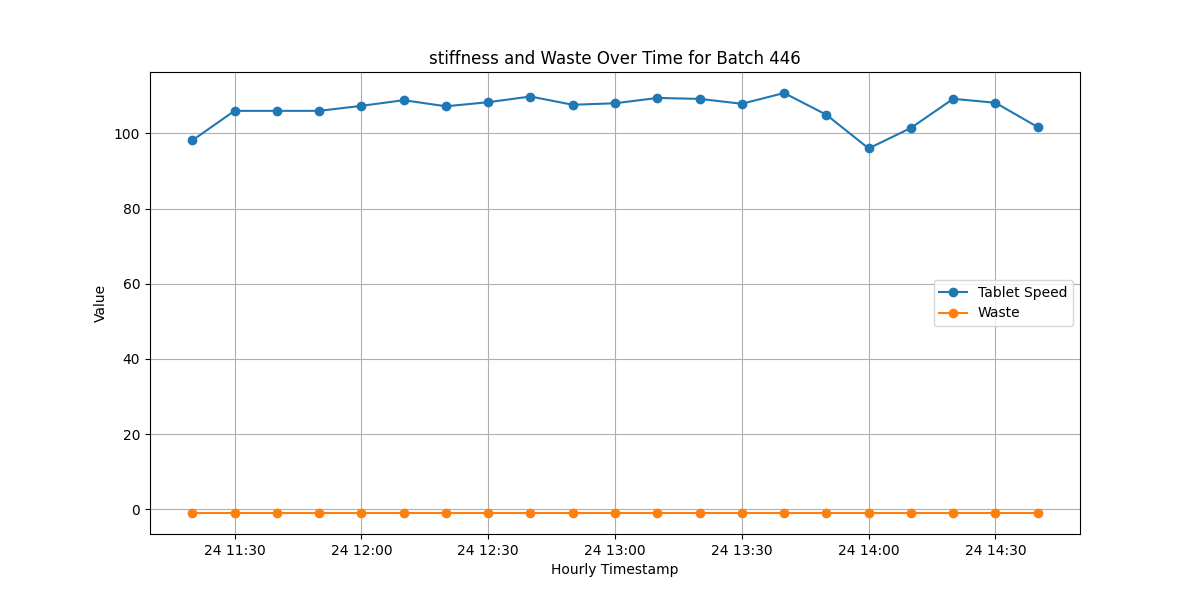 stiffness and Waste Over Time for Batch 446
Value
100
80
60
40
20
0
Tablet Speed
Waste
24 11:30 24 12:00 24 12:30 24 13:00 24 13:30 24 14:00 24 14:30
Hourly Timestamp